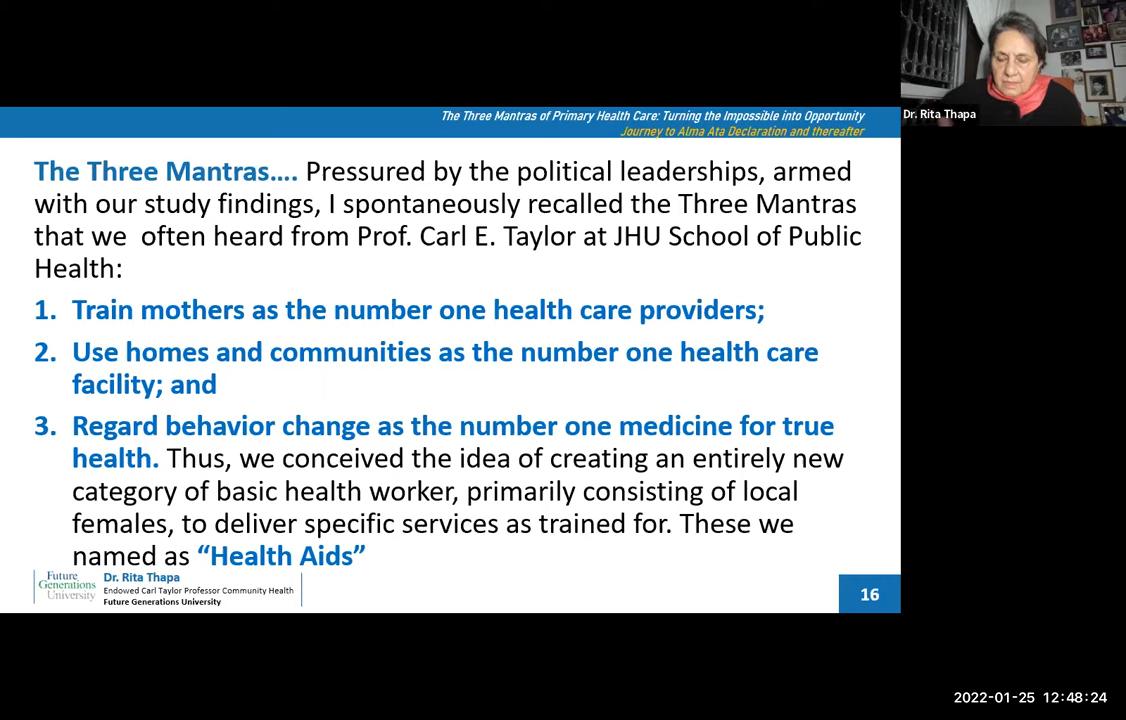 The Three Mantras of Primary Health Care: Turning the Impossible into Opportunity
Journey to Alma Ata Declaration and thereafter
Dr. Rita Thapa
The Three Mantras…. Pressured by the political leaderships, armed
with our study findings, I spontaneously recalled the Three Mantras
that we often heard from Prof. Carl E. Taylor at JHU School of Public
Health:
1. Train mothers as the number one health care providers;
2. Use homes and communities as the number one health care
facility; and
3. Regard behavior change as the number one medicine for true
health. Thus, we conceived the idea of creating an entirely new
category of basic health worker, primarily consisting of local
females, to deliver specific services as trained for. These we
named as “Health Aids”
Future
Generations
University
Dr. Rita Thapa
Endowed Carl Taylor Professor Community Health
Future Generations University
16
2022-01-25 12:48:24